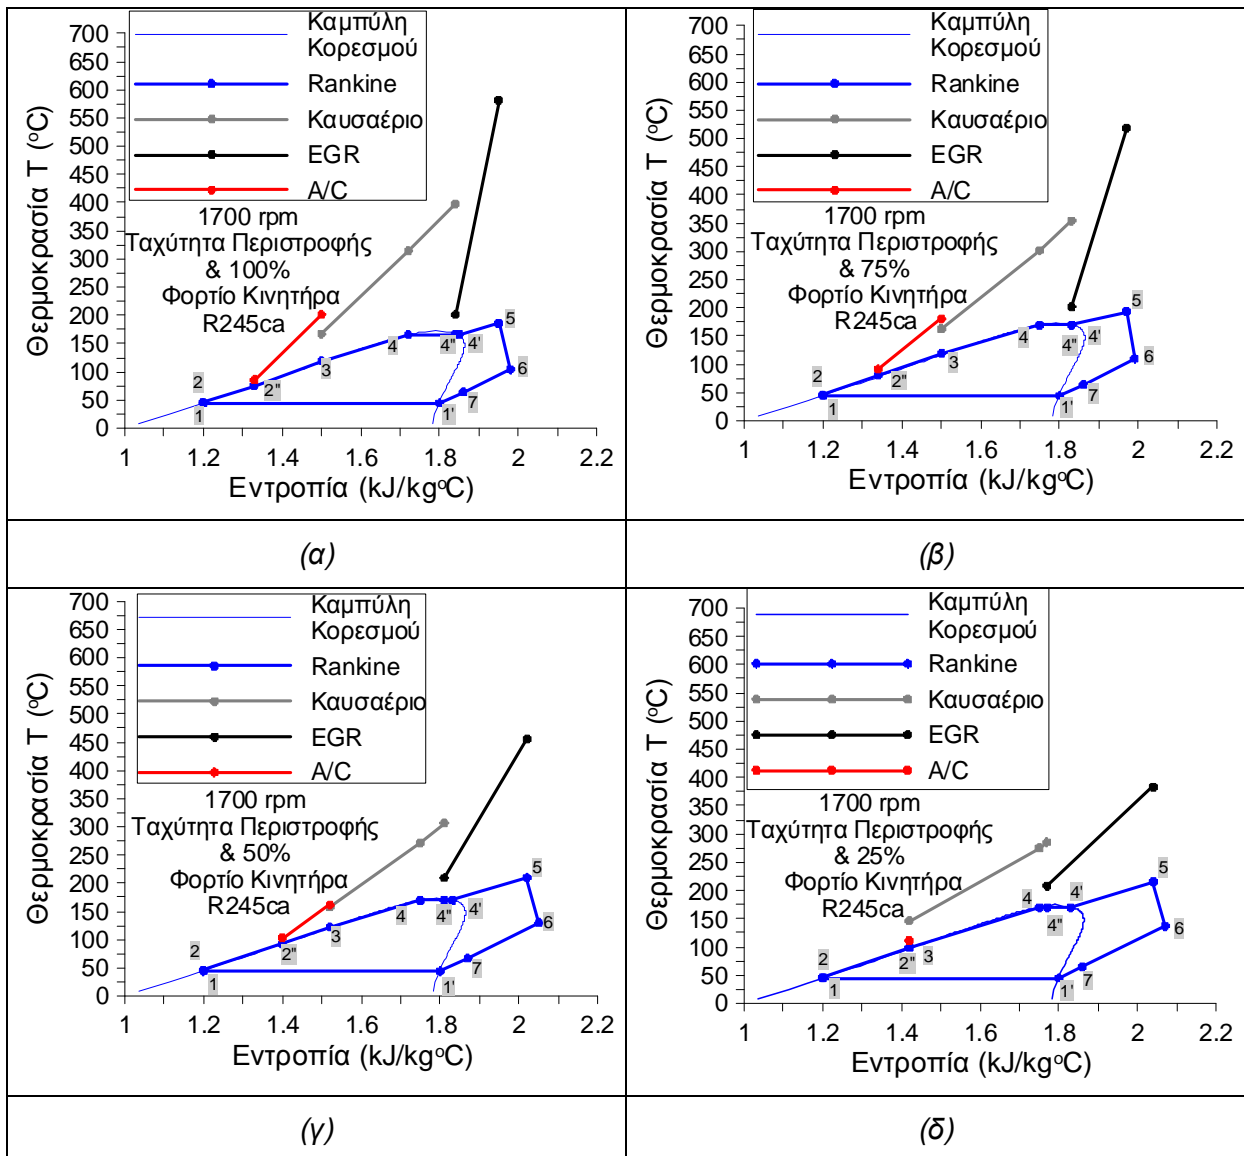 Θερμοκρασία Τ (°C)
700
650
600
550
500
450
400
350
300
250
200
150
100
50
0
Καμπύλη
Κορεσμού
Rankine
Καυσαέριο
EGR
A/C
1700 rpm
Ταχύτητα Περιστροφής
& 100%
Φορτίο Κινητήρα
R245ca
2
1
2"
3
4
4"
4'
5
6
7
1'
1
1.2
1.4
1.6
1.8
2
2.2
Εντροπία (kJ/kg°C)
(α)
Θερμοκρασία Τ (°C)
700
650
600
550
500
450
400
350
300
250
200
150
100
50
0
Καμπύλη
Κορεσμού
Rankine
Καυσαέριο
EGR
A/C
1700 rpm
Ταχύτητα Περιστροφής
& 75%
Φορτίο Κινητήρα
R245ca
2
1
2"
3
4
4"
4'
5
6
7
1'
1
1.2
1.4
1.6
1.8
2
2.2
Εντροπία (kJ/kg°C)
(β)
Θερμοκρασία Τ (°C)
700
650
600
550
500
450
400
350
300
250
200
150
100
50
0
Καμπύλη
Κορεσμού
Rankine
Καυσαέριο
EGR
A/C
1700 rpm
Ταχύτητα Περιστροφής
& 50%
Φορτίο Κινητήρα
R245ca
2
1
2"
3
4
4"
4'
5
6
7
1'
1
1.2
1.4
1.6
1.8
2
2.2
Εντροπία (kJ/kg°C)
(γ)
Θερμοκρασία Τ (°C)
700
650
600
550
500
450
400
350
300
250
200
150
100
50
0
Καμπύλη
Κορεσμού
Rankine
Καυσαέριο
EGR
A/C
1700 rpm
Ταχύτητα Περιστροφής
& 25%
Φορτίο Κινητήρα
R245ca
2
1
2"
3
4
4"
4'
5
6
7
1'
1
1.2
1.4
1.6
1.8
2
2.2
Εντροπία (kJ/kg°C)
(δ)